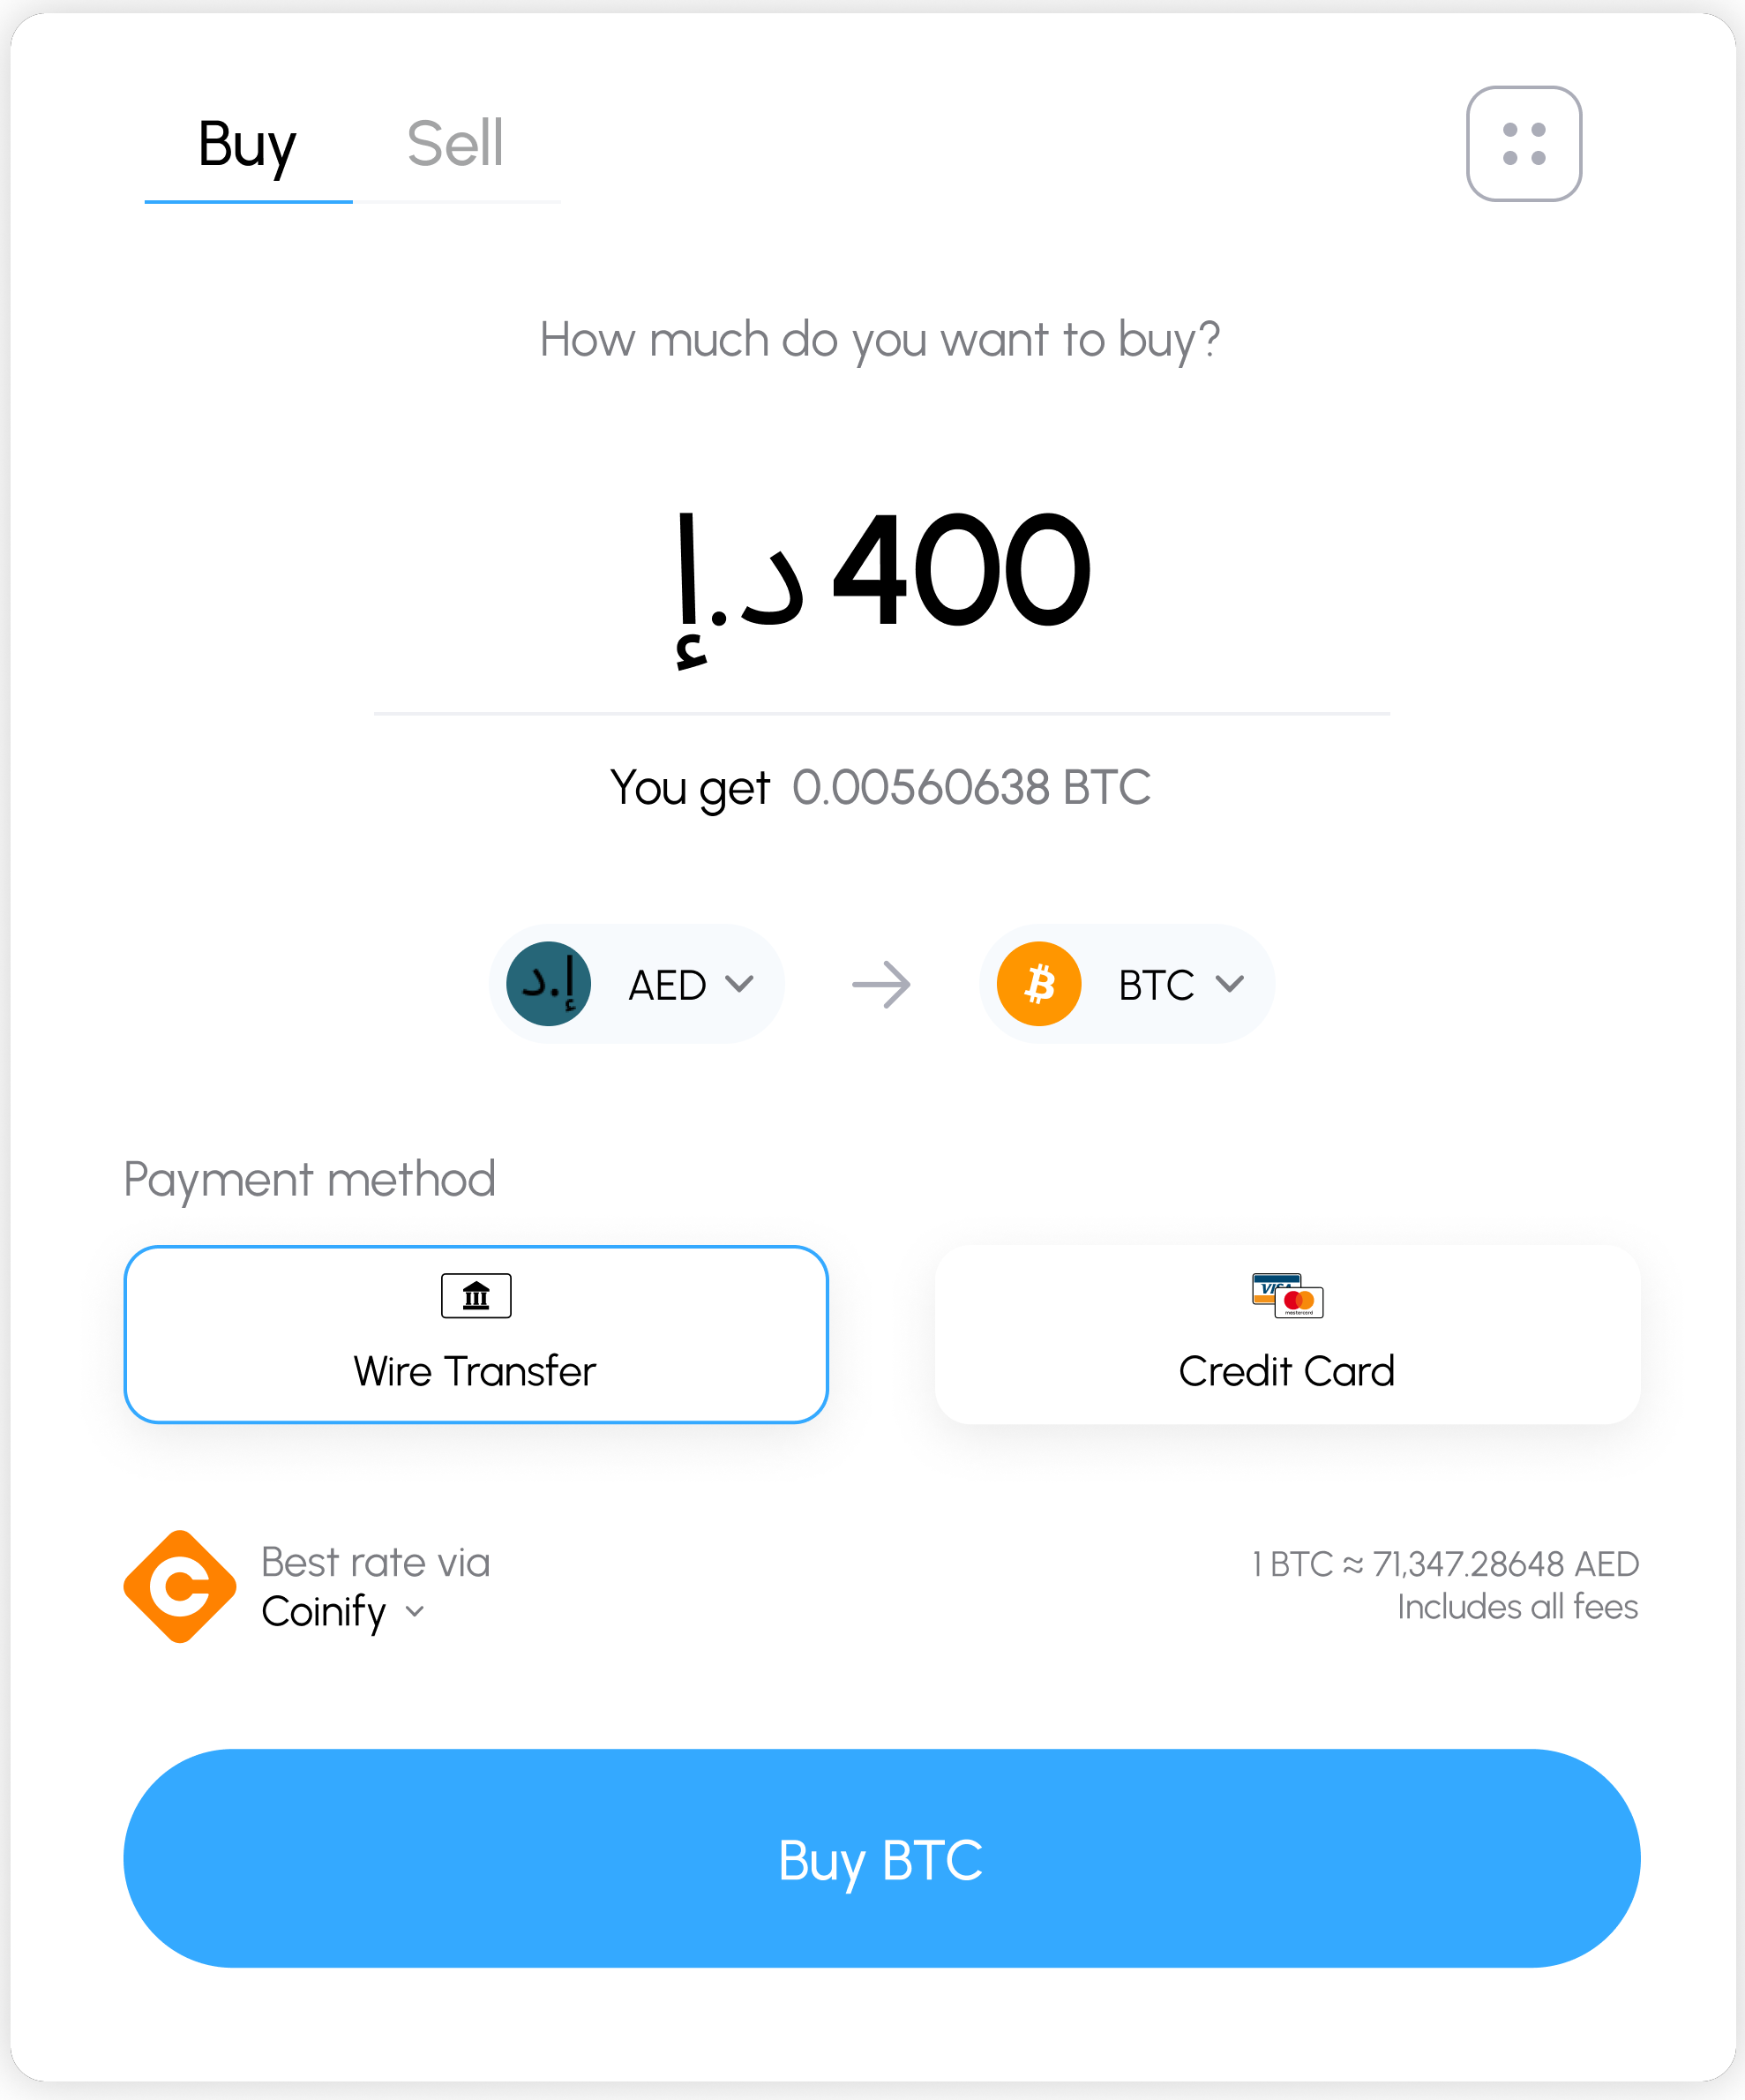 Buy
Sell
How much do you want to buy?
د.إ 400
You get 0.00560638 BTC
د.إ
AED
BTC
Payment method
VISA
mastercard
Wire Transfer
Credit Card
Best rate via
Coinify
1 BTC ≈ 71,347.28648 AED
Includes all fees
Buy BTC